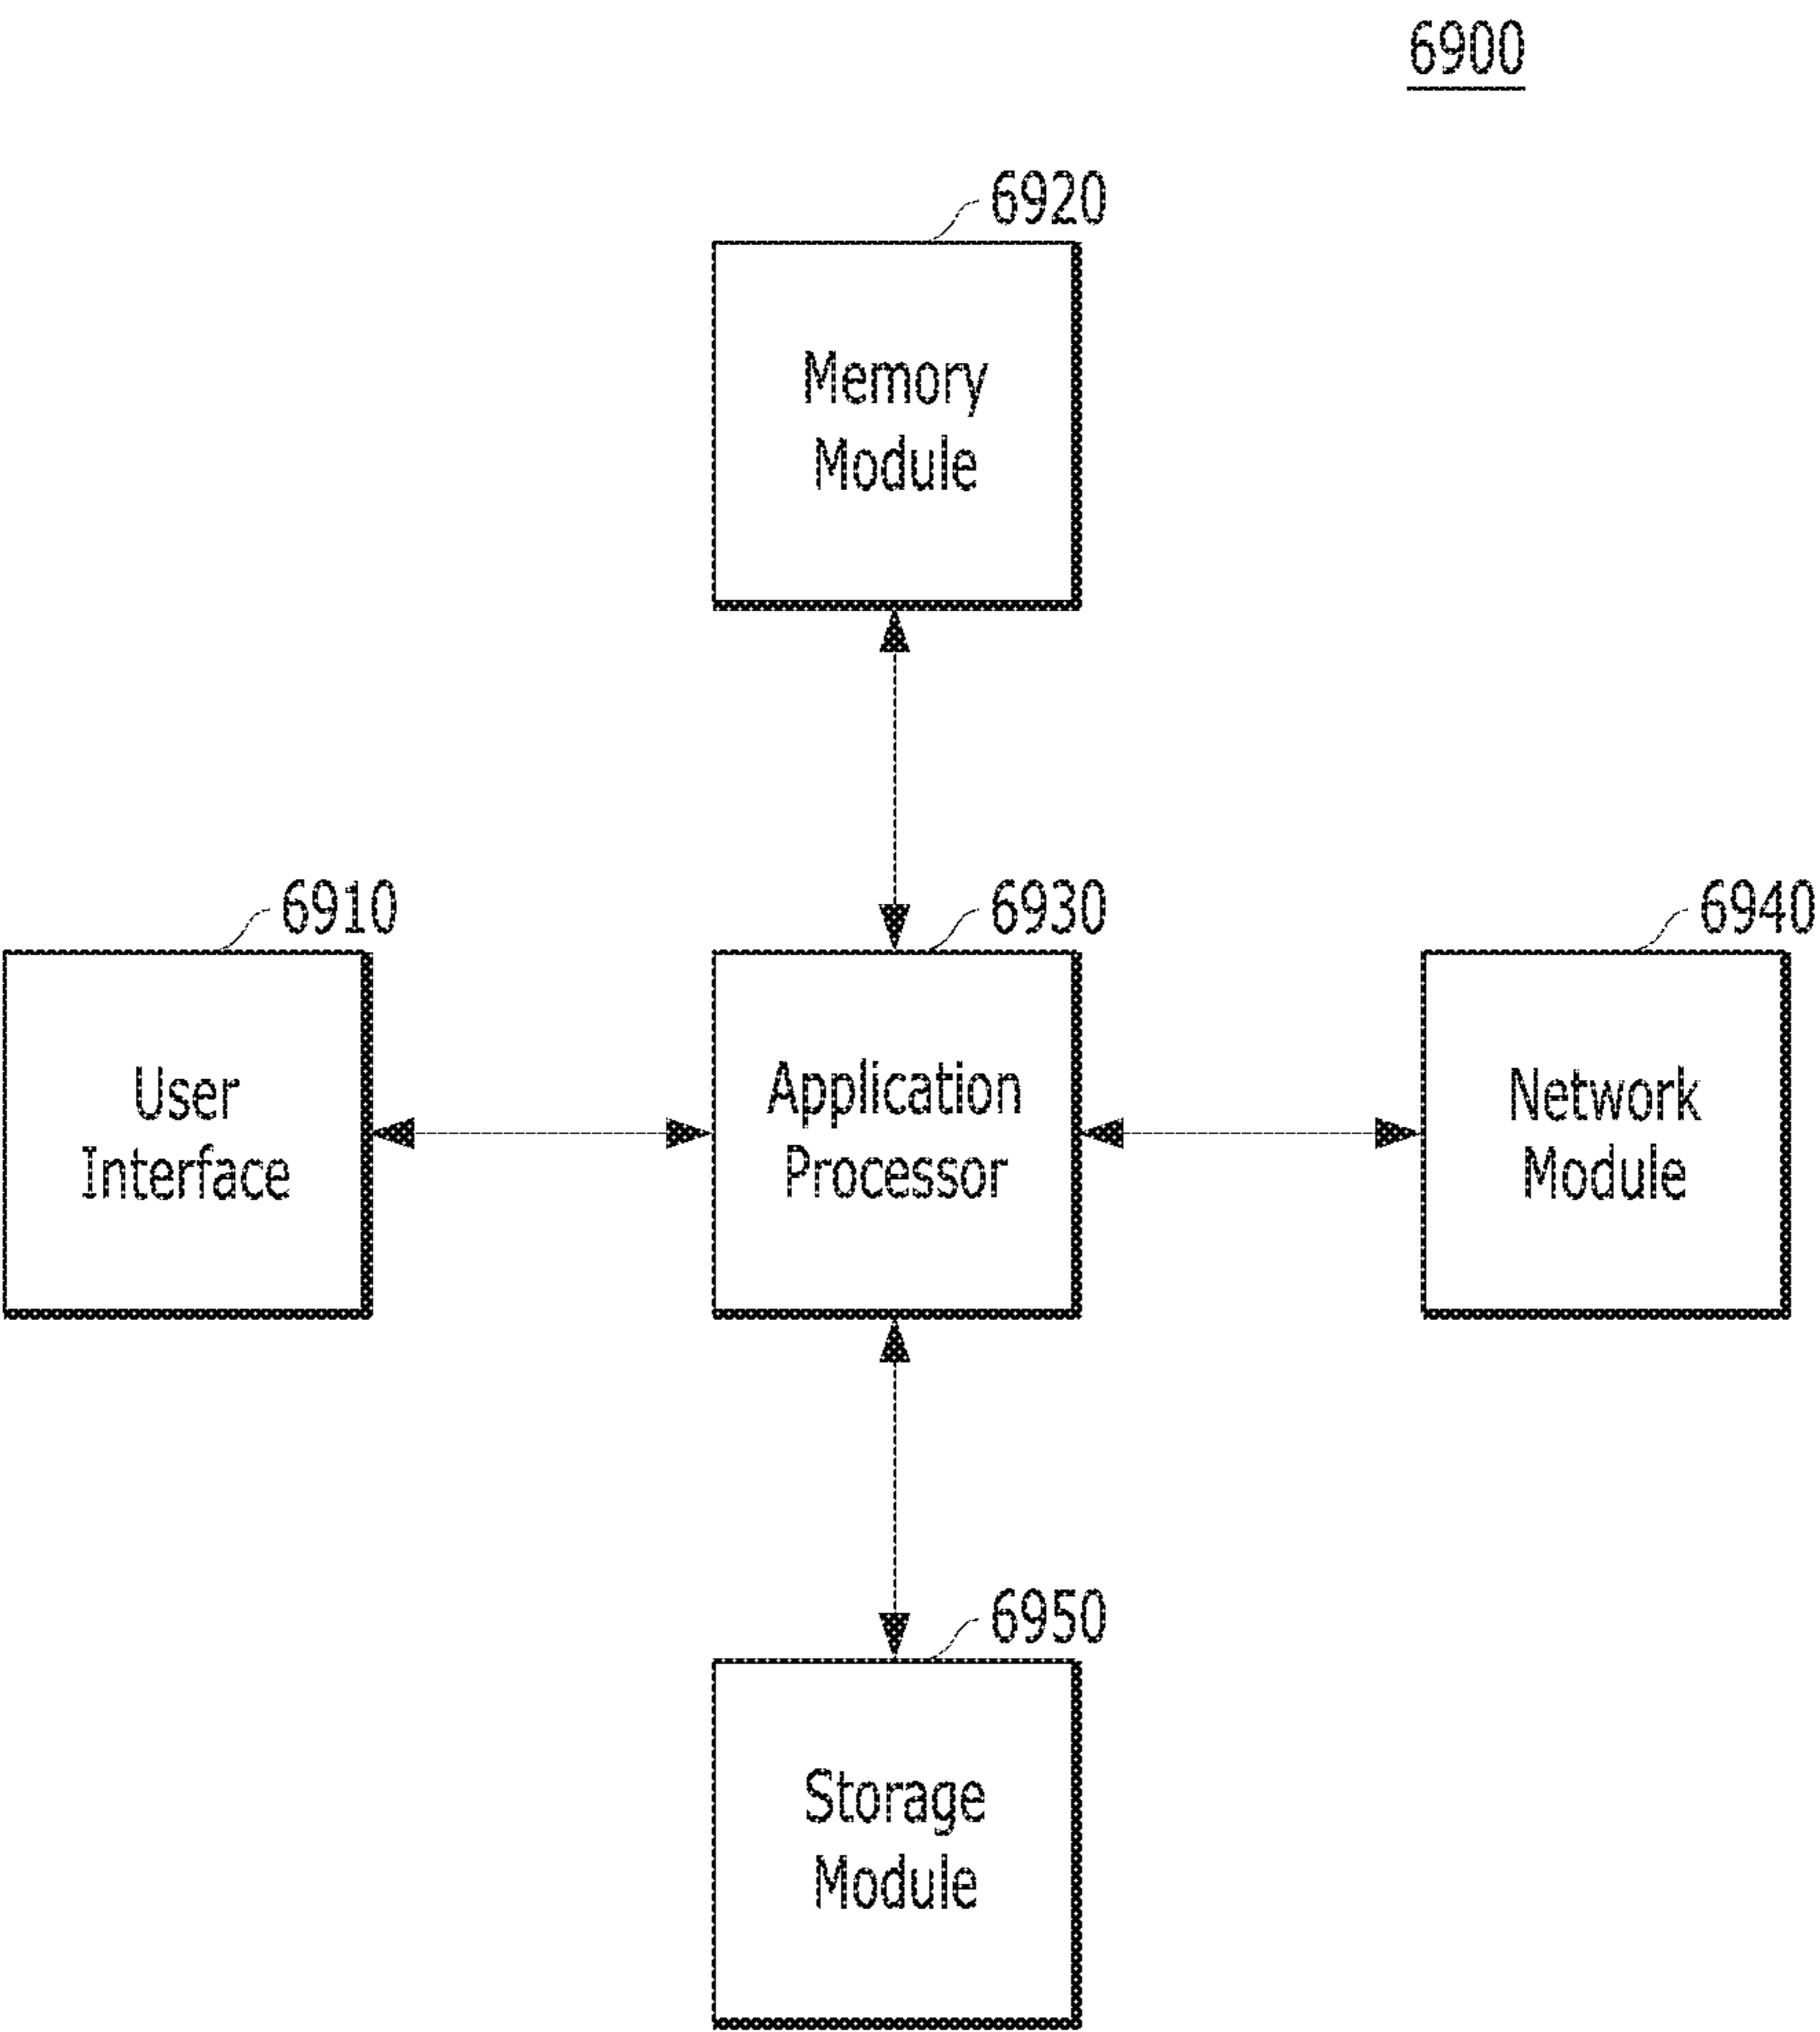 6900
6920
Memory
Module
6910
User
Interface
6930
Application
Processor
6940
Network
Module
6950
Storage
Module